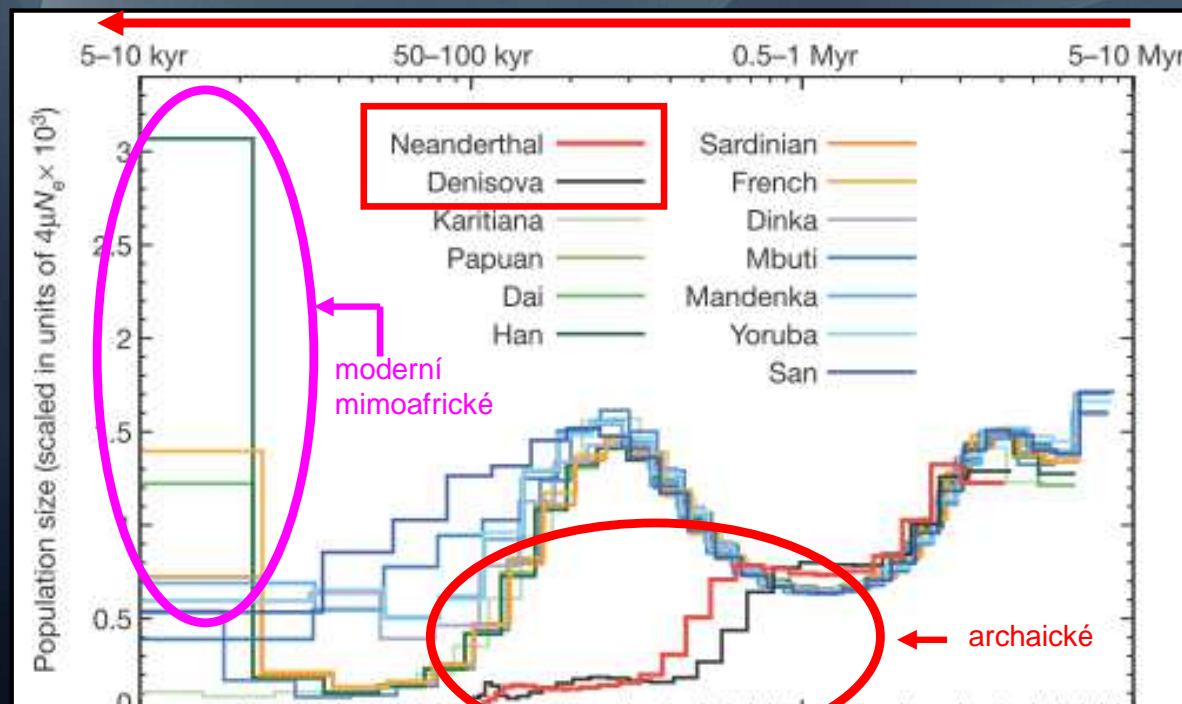 5–10 kyr 50–100 kyr 0.5–1 Myr 5–10 Myr
Population size (scaled in units of 4μNₑ× 10³)
3
2.5
2
.5
0.5
0
Neanderthal
Denisova
Karitiana
Papuan
Dai
Han
Sardinian
French
Dinka
Mbuti
Mandenka
Yoruba
San
moderní
mimoafrické
archaické